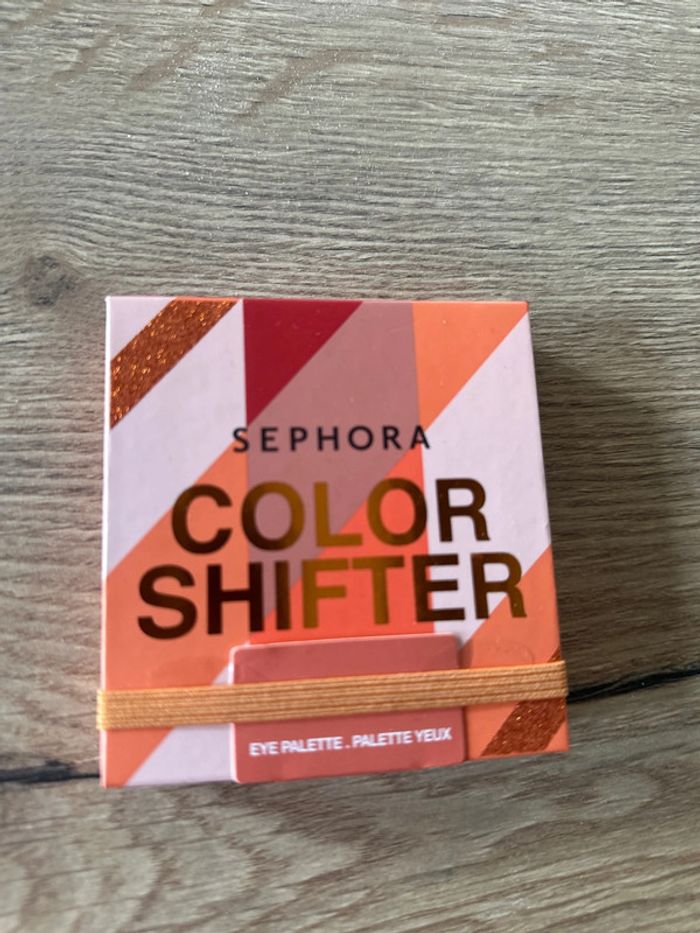 SEPHORA
COLOR
SHIFTER
EYE PALETTE . PALETTE YEUX